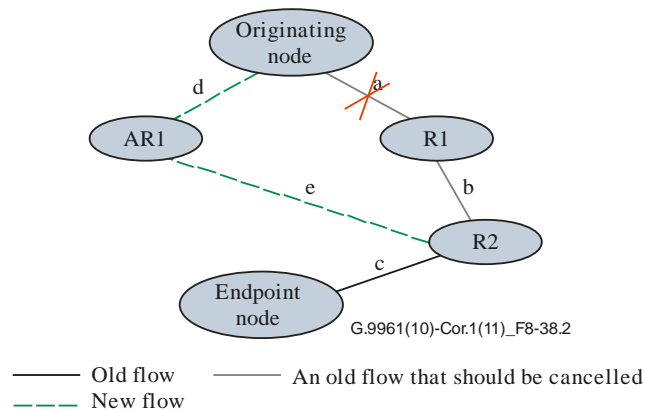 Originating
node
d
a
AR1
R1
e
b
R2
c
Endpoint
node
G.9961(10)-Cor.1(11)_F8-38.2
Old flow
An old flow that should be cancelled
New flow